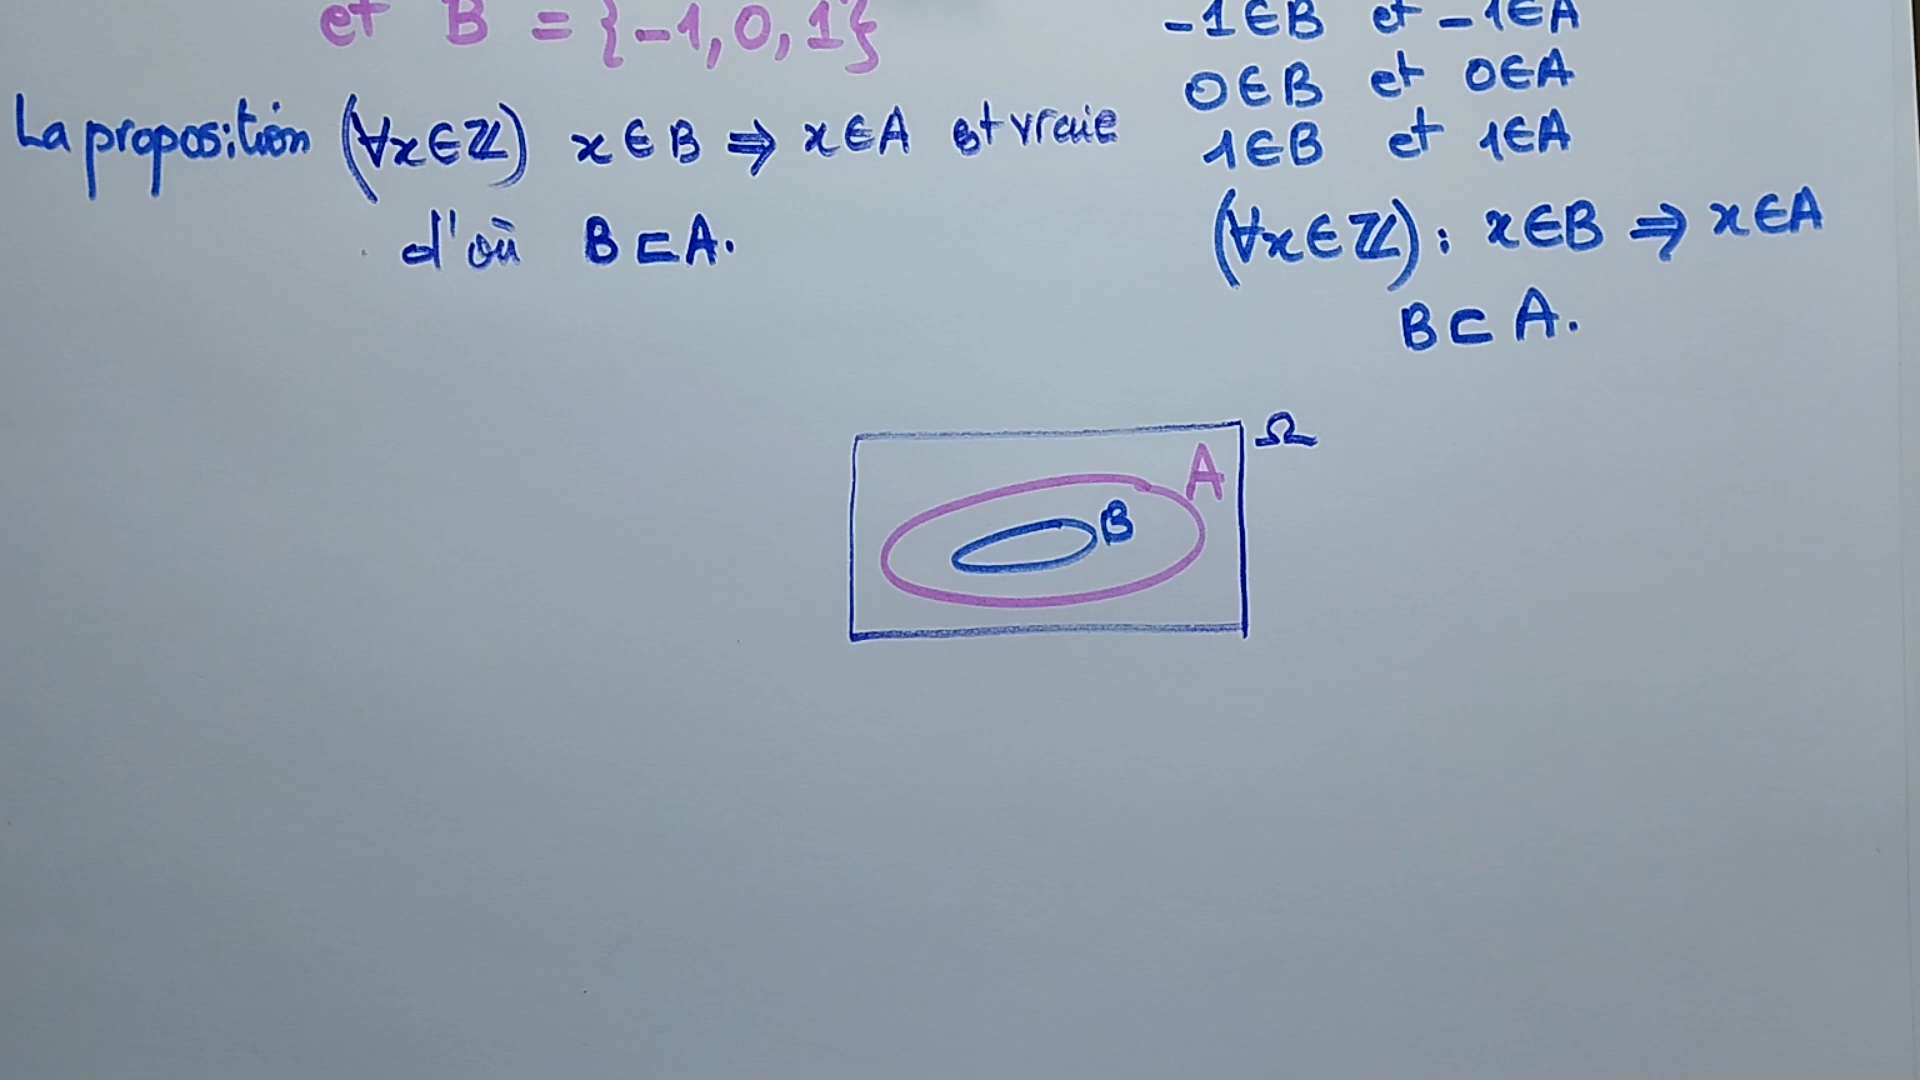 et B = {-1, 0, 1}
La proposition (∀x∈ℤ) x∈B ⇒ x∈A est vraie
d'où B⊂A.
-1∈B et -1∈A
0∈B et 0∈A
1∈B et 1∈A
(∀x∈ℤ): x∈B ⇒ x∈A
B⊂A.
Ω
A
B